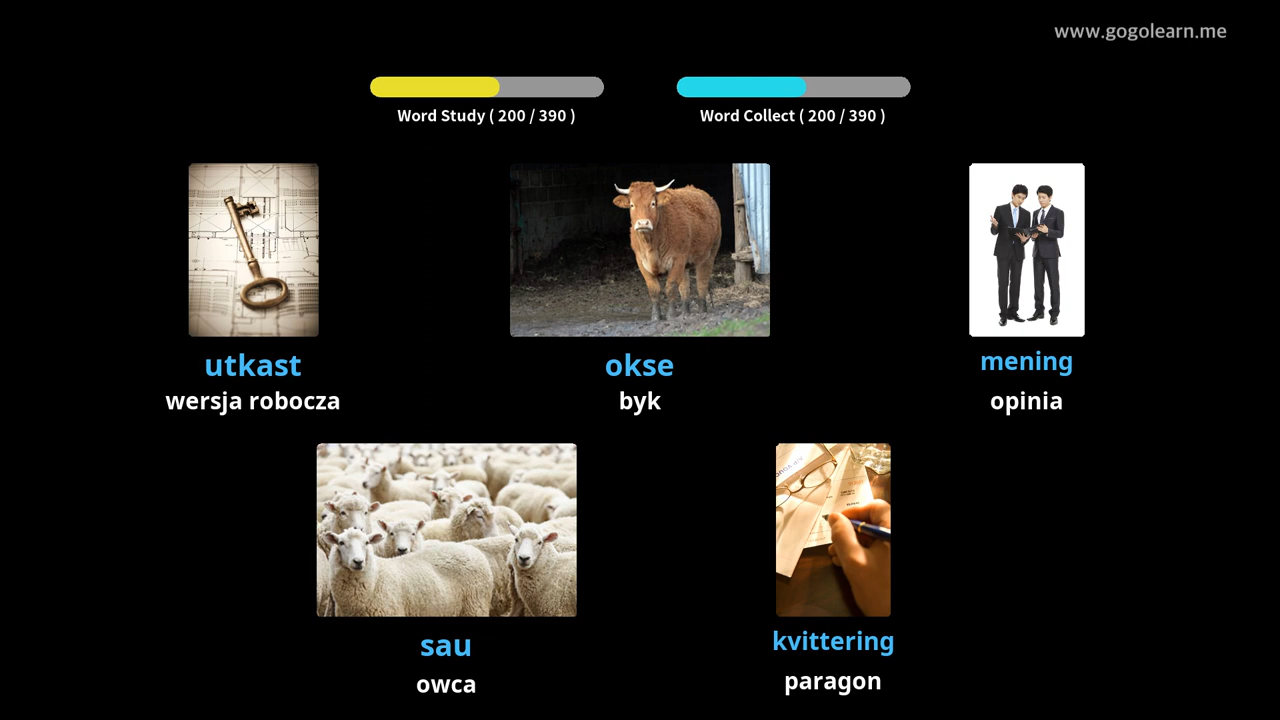 www.gogolearn.me
Word Study ( 200 / 390 )
Word Collect ( 200 / 390 )
utkast
wersja robocza
okse
byk
mening
opinia
sau
owca
kvittering
paragon